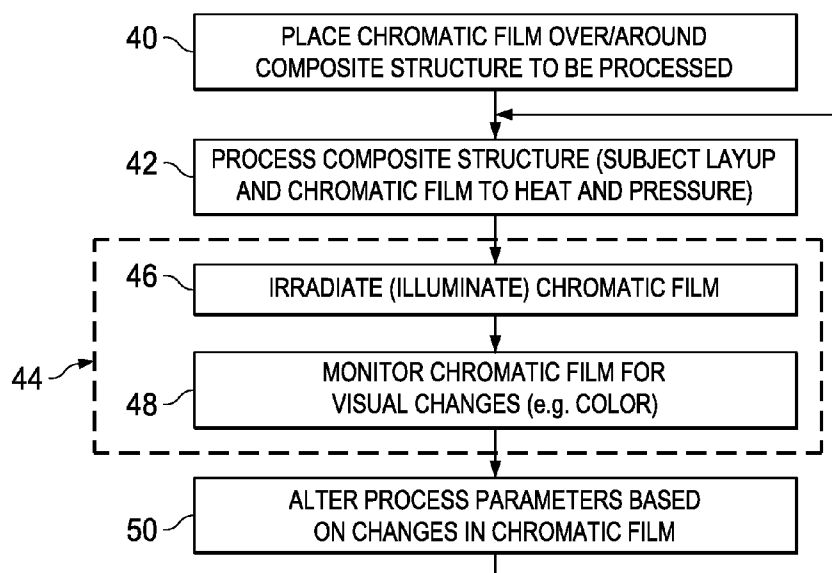 40
PLACE CHROMATIC FILM OVER/AROUND
COMPOSITE STRUCTURE TO BE PROCESSED
42
PROCESS COMPOSITE STRUCTURE (SUBJECT LAYUP
AND CHROMATIC FILM TO HEAT AND PRESSURE)
44
46
IRRADIATE (ILLUMINATE) CHROMATIC FILM
48
MONITOR CHROMATIC FILM FOR
VISUAL CHANGES (e.g. COLOR)
50
ALTER PROCESS PARAMETERS BASED
ON CHANGES IN CHROMATIC FILM